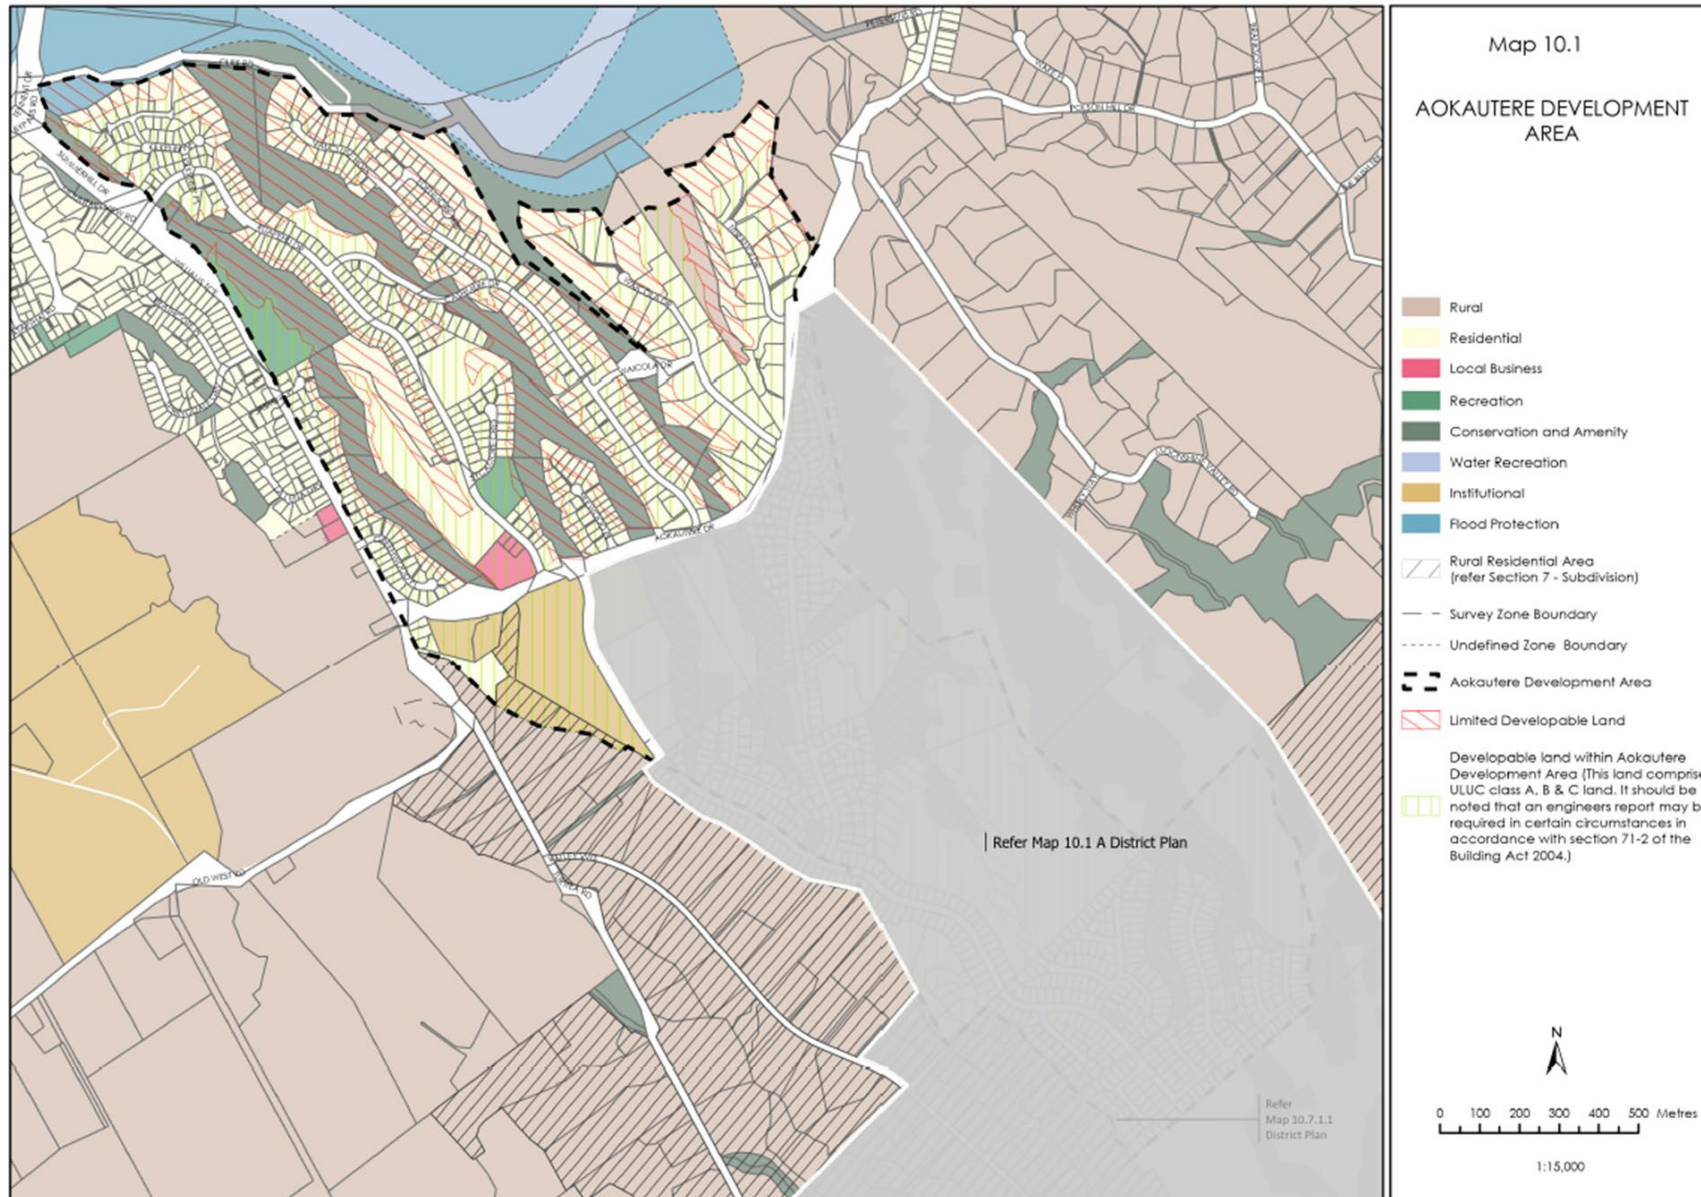 Map 10.1
AOKAUTERE DEVELOPMENT
AREA
Rural
Residential
Local Business
Recreation
Conservation and Amenity
Water Recreation
Institutional
Flood Protection
Rural Residential Area
(refer Section 7 - Subdivision)
Survey Zone Boundary
Undefined Zone Boundary
Aokautere Development Area
Limited Developable Land
Developable land within Aokautere
Development Area (This land comprise
ULUC class A, B & C land. It should be
noted that an engineers report may b
required in certain circumstances in
accordance with section 71-2 of the
Building Act 2004.)
N
0 100 200 300 400 500 Metres
1:15,000
SUMMERHILL DR
POLSON HILL DR
AOKAUTERE DR
OLD WEST RD
Refer Map 10.1 A District Plan
Refer
Map 10.7.1.1
District Plan